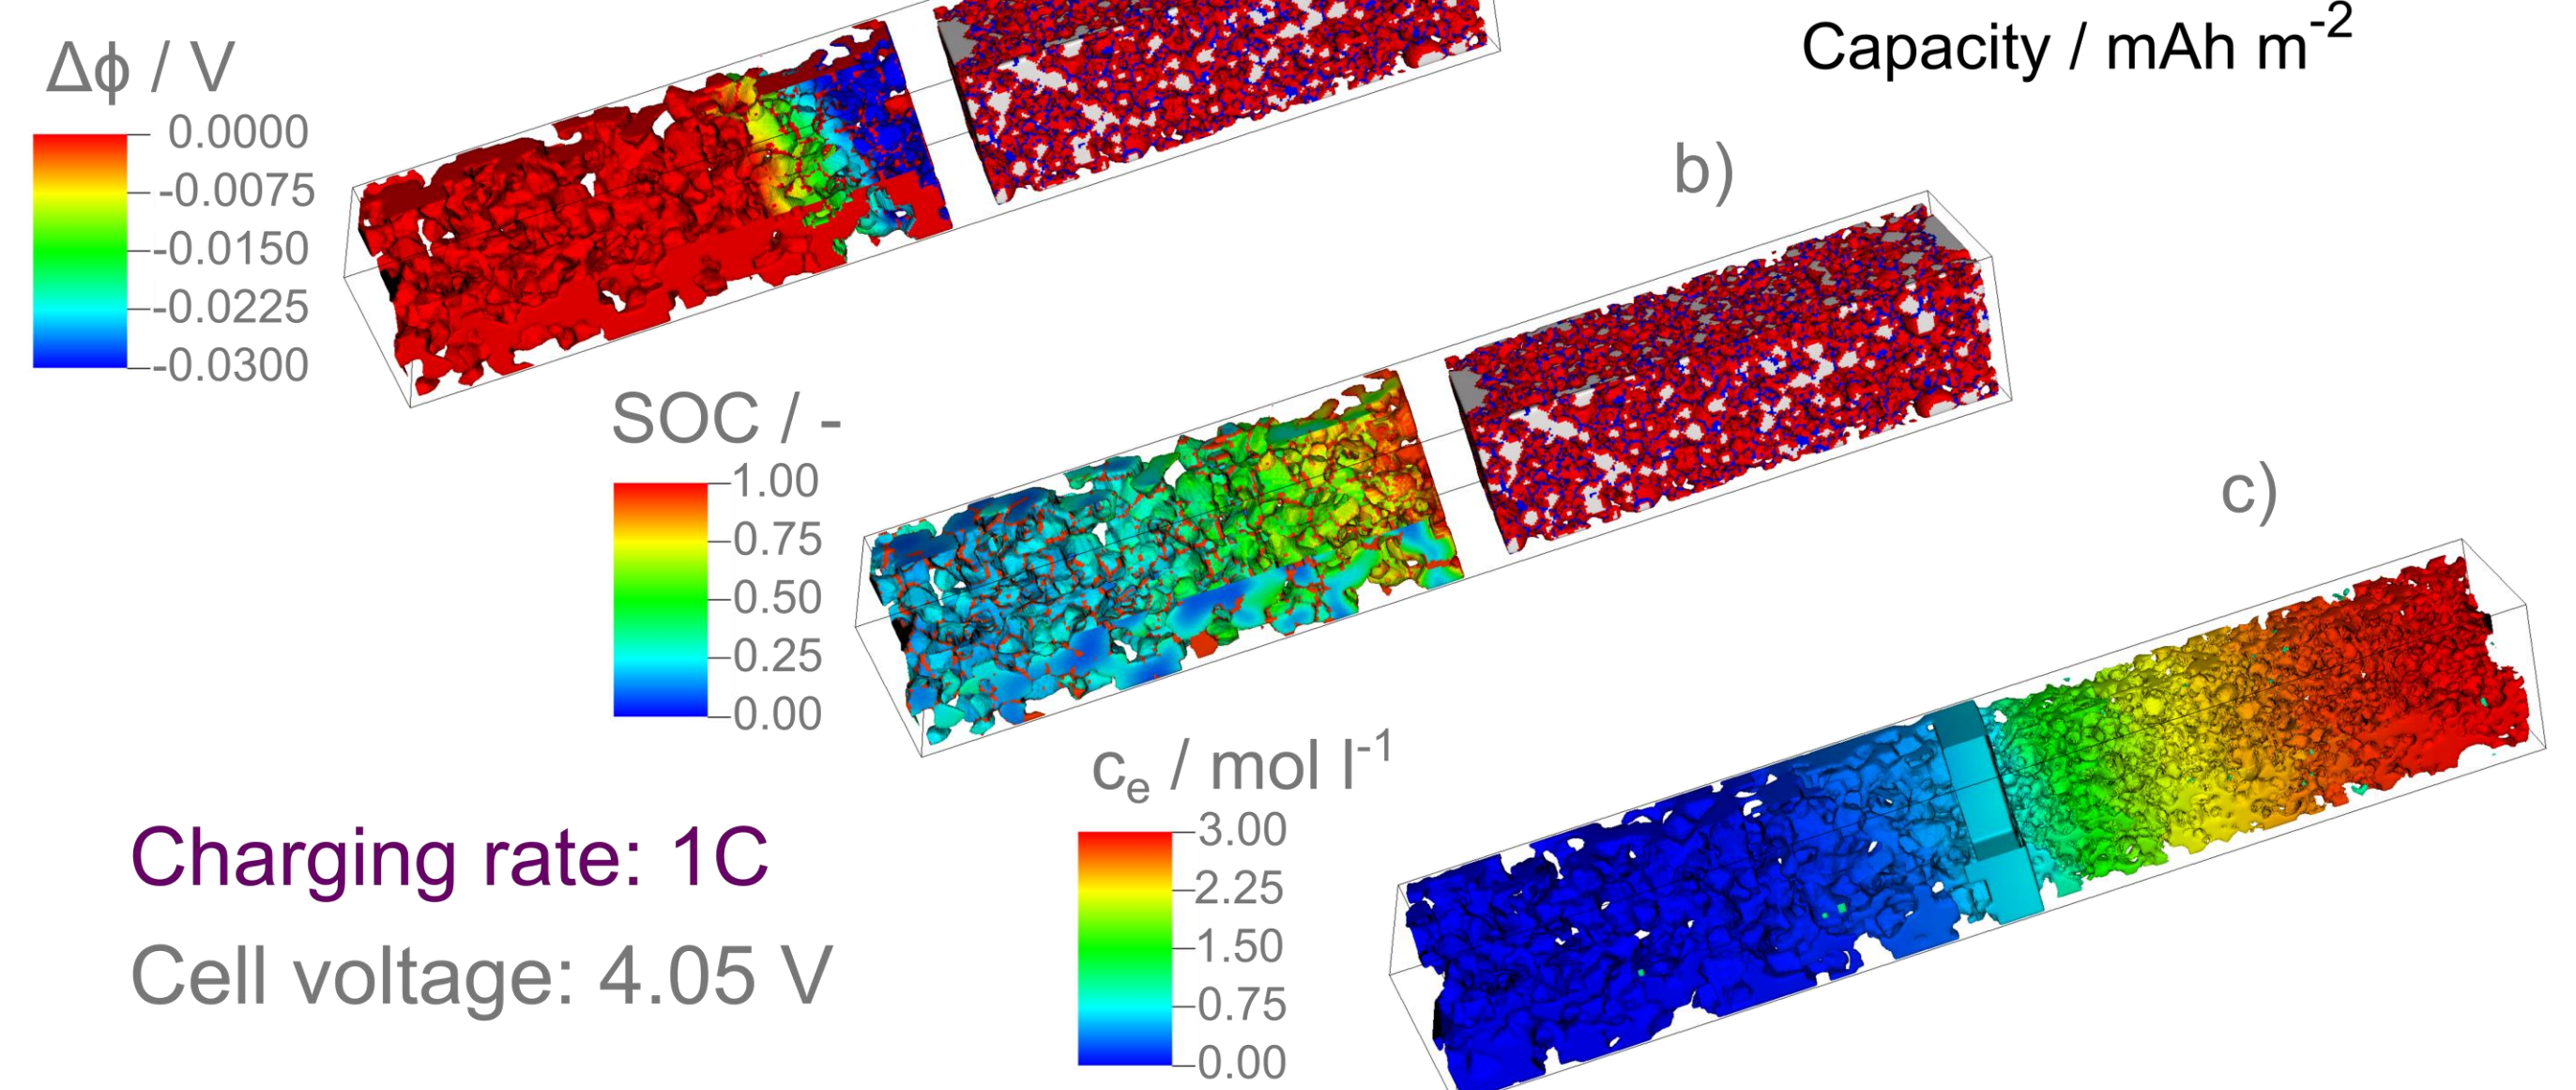 Capacity / mAh m⁻²
Δϕ / V
0.0000
-0.0075
-0.0150
-0.0225
-0.0300
b)
SOC / -
1.00
0.75
0.50
0.25
0.00
c)
cₑ / mol l⁻¹
3.00
2.25
1.50
0.75
0.00
Charging rate: 1C
Cell voltage: 4.05 V